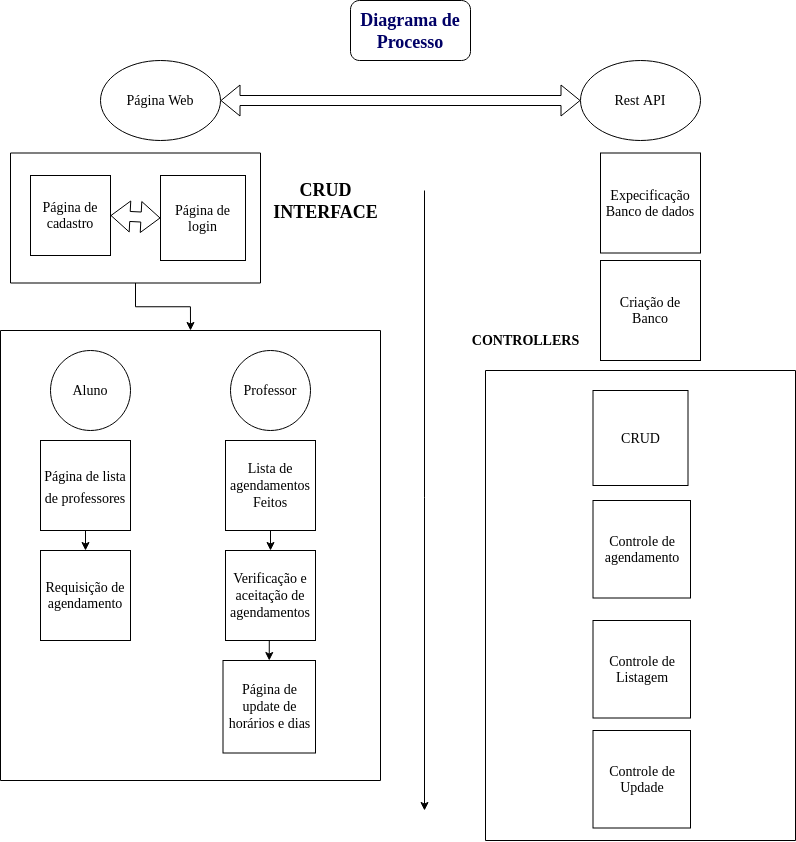 Diagrama de
Processo
Página Web
Rest API
Página de
cadastro
Página de
login
CRUD
INTERFACE
Expecificação
Banco de dados
Criação de
Banco
CONTROLLERS
Aluno
Professor
Página de lista
de professores
Lista de
agendamentos
Feitos
Requisição de
agendamento
Verificação e
aceitação de
agendamentos
Página de
update de
horários e dias
CRUD
Controle de
agendamento
Controle de
Listagem
Controle de
Updade